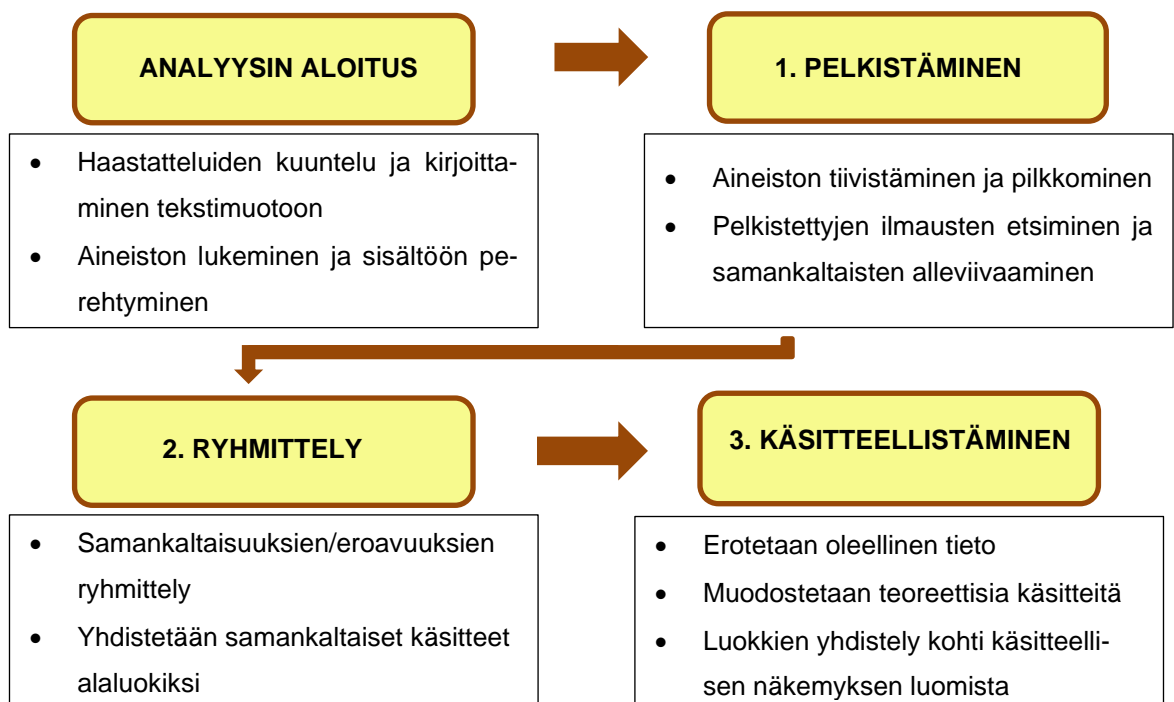 ANALYYSIN ALOITUS
• Haastatteluiden kuuntelu ja kirjoitta-
minen tekstimuotoon
• Aineiston lukeminen ja sisältöön pe-
rehtyminen
1. PELKISTÄMINEN
• Aineiston tiivistäminen ja pilkkominen
• Pelkistettyjen ilmausten etsiminen ja
samankaltaisten alleviivaaminen
2. RYHMITTELY
• Samankaltaisuuksien/eroavuuksien
ryhmittely
• Yhdistetään samankaltaiset käsitteet
alaluokiksi
3. KÄSITTEELLISTÄMINEN
• Erotetaan oleellinen tieto
• Muodostetaan teoreettisia käsitteitä
• Luokkien yhdistely kohti käsitteelli-
sen näkemyksen luomista